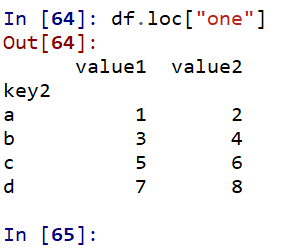 In [64]: df.loc["one"]
Out[64]:
value1 value2
key2
a 1 2
b 3 4
c 5 6
d 7 8
In [65]: